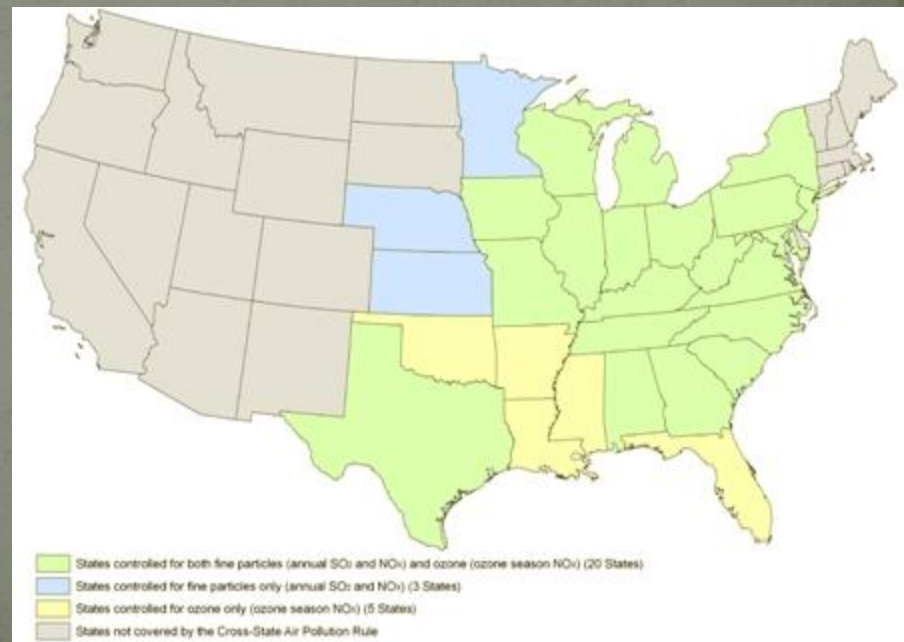 States controlled for both fine particles (annual SO₂ and NOₓ) and ozone (ozone season NOₓ) (20 States)
States controlled for fine particles only (annual SO₂ and NOₓ) (3 States)
States controlled for ozone only (ozone season NOₓ) (5 States)
States not covered by the Cross-State Air Pollution Rule